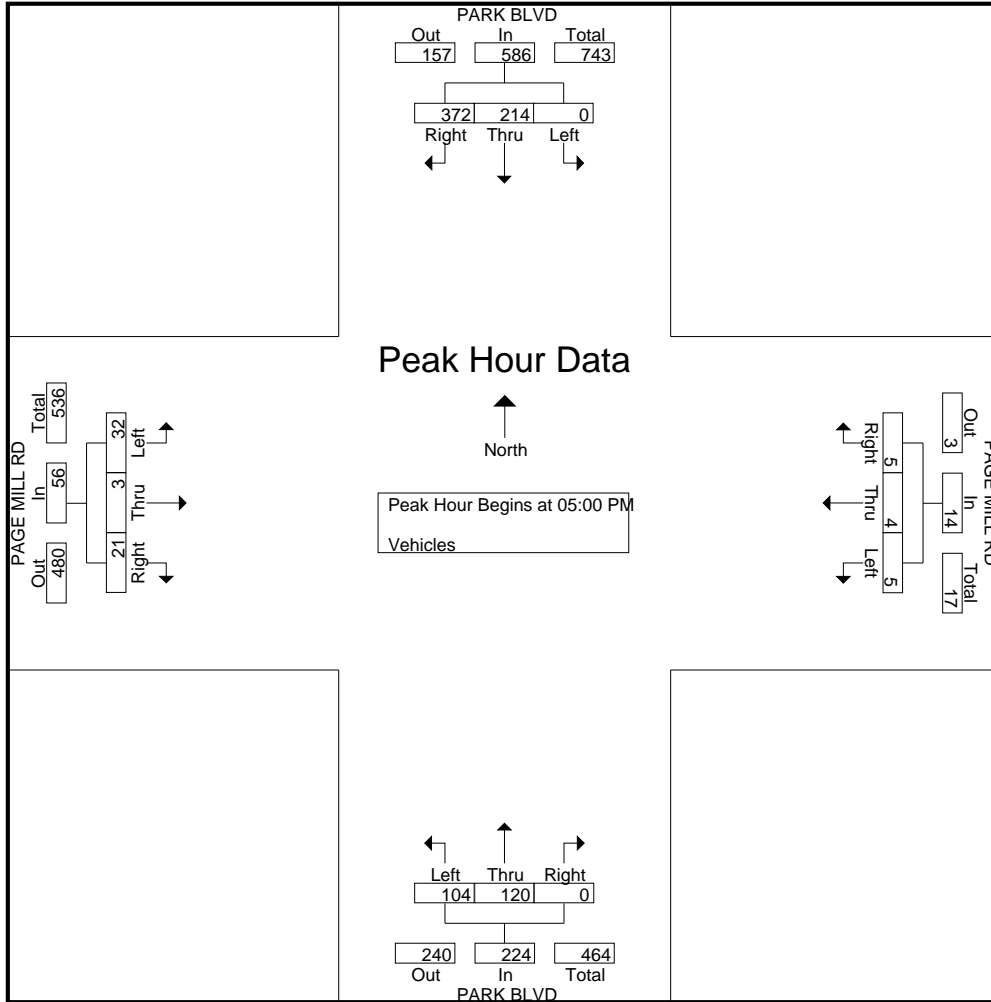 PARK BLVD
Out In Total
157 586 743
372 214 0
Right Thru Left
Peak Hour Data
North
Peak Hour Begins at 05:00 PM
Vehicles
PAGE MILL RD
Out In Total
480 56 536
21 3 32
Right Thru Left
PAGE MILL RD
Out In Total
3 14 17
5 4 5
Right Thru Left
Left Thru Right
104 120 0
240 224 464
Out In Total
PARK BLVD